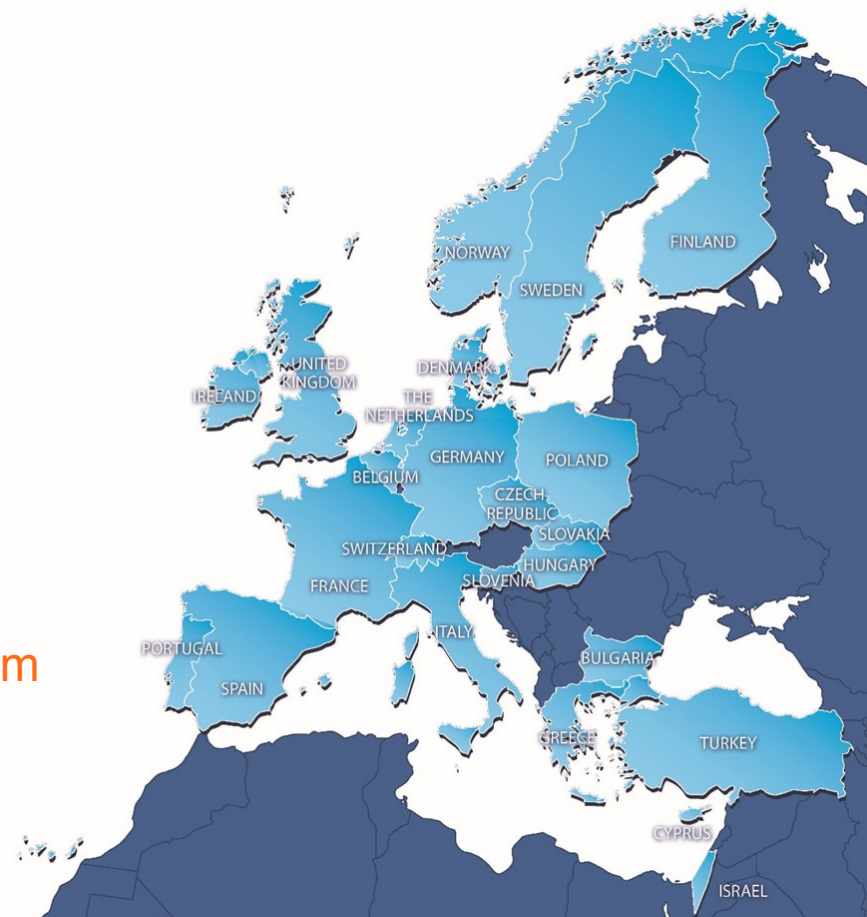 NORWAY
FINLAND
SWEDEN
UNITED
KINGDOM
DENMARK
IRELAND
THE
NETHERLANDS
GERMANY
POLAND
BELGIUM
CZECH
REPUBLIC
SLOVAKIA
SWITZERLAND
HUNGARY
SLOVENIA
FRANCE
ITALY
PORTUGAL
BULGARIA
m
SPAIN
GREECE
TURKEY
CYPRUS
ISRAEL